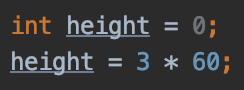 int height = 0;
height = 3 * 60;